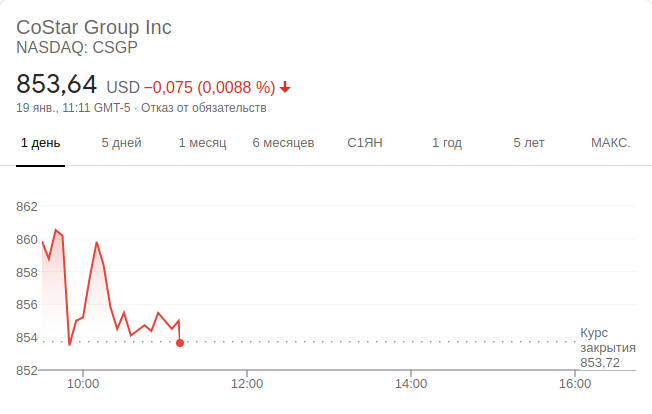 CoStar Group Inc
NASDAQ: CSGP
853,64 USD −0,075 (0,0088 %)
19 янв., 11:11 GMT-5 · Отказ от обязательств
1 день 5 дней 1 месяц 6 месяцев С1ЯН 1 год 5 лет МАКС.
862
860
858
856
854
852
Курс
закрытия
853,72
10:00 12:00 14:00 16:00